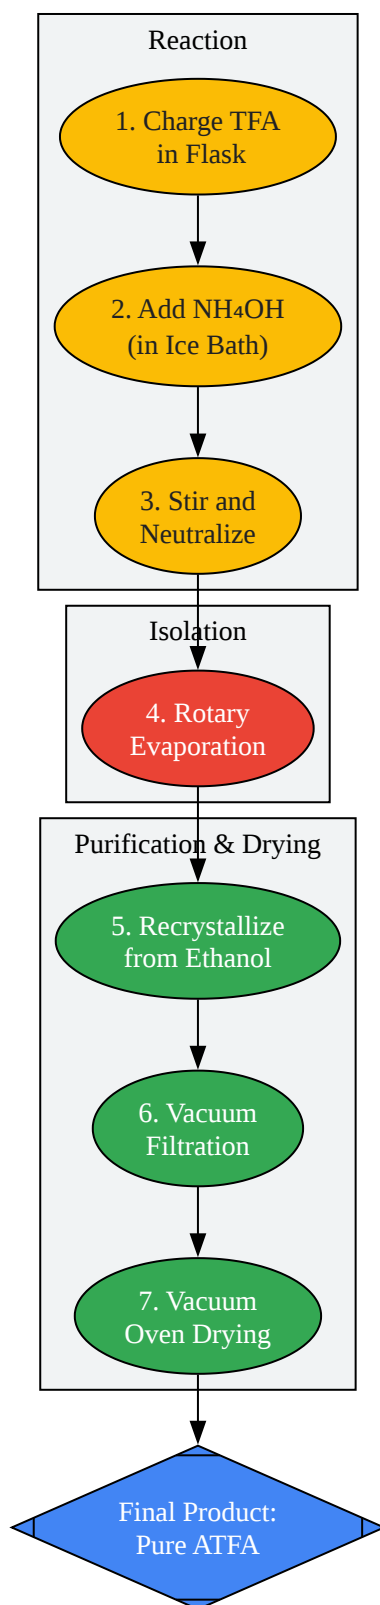 Reaction
1. Charge TFA
in Flask
2. Add NH₄OH
(in Ice Bath)
3. Stir and
Neutralize
Isolation
4. Rotary
Evaporation
Purification & Drying
5. Recrystallize
from Ethanol
6. Vacuum
Filtration
7. Vacuum
Oven Drying
Final Product:
Pure ATFA